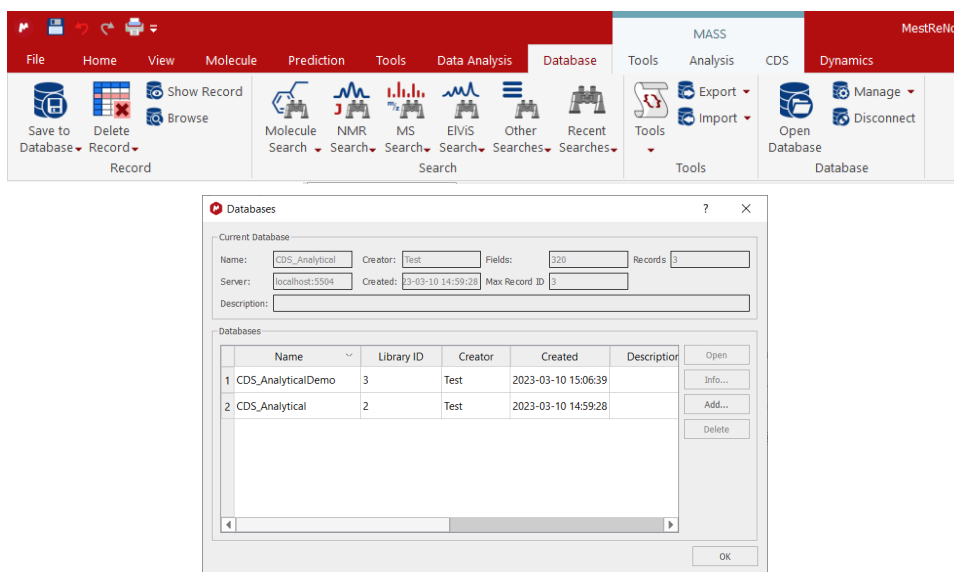 MASS
MestReNo
File Home View Molecule Prediction Tools Data Analysis Database Tools Analysis CDS Dynamics
Show Record Export Manage
Browse Import Disconnect
Save to Delete Molecule NMR MS ElViS Other Recent Tools Open
Database Record Search Search Search Search Searches Searches Database
Record Search Tools Database
Databases ? ×
Current Database
Name: CDS_Analytical Creator: Test Fields: 320 Records 3
Server: localhost:5504 Created: 23-03-10 14:59:28 Max Record ID 3
Description:
Databases
Name Library ID Creator Created Description Open
1 CDS_AnalyticalDemo 3 Test 2023-03-10 15:06:39 Info...
2 CDS_Analytical 2 Test 2023-03-10 14:59:28 Add...
Delete
OK